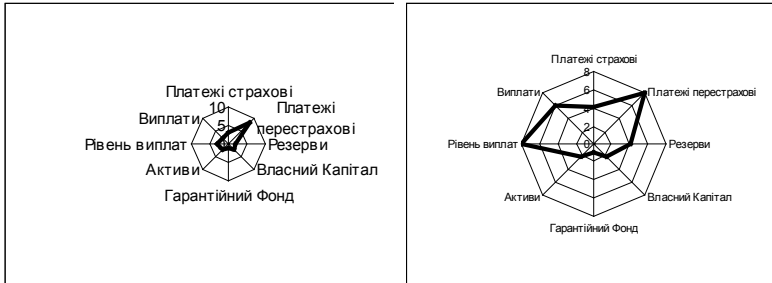 Платежі страхові
10
Виплати
Платежі
5
перестрахові
Рівень виплат
0
Резерви
Активи
Власний Капітал
Гарантійний Фонд
Платежі страхові
8
Виплати
6
Платежі перестрахові
4
2
Рівень виплат
0
Резерви
Активи
Власний Капітал
Гарантійний Фонд